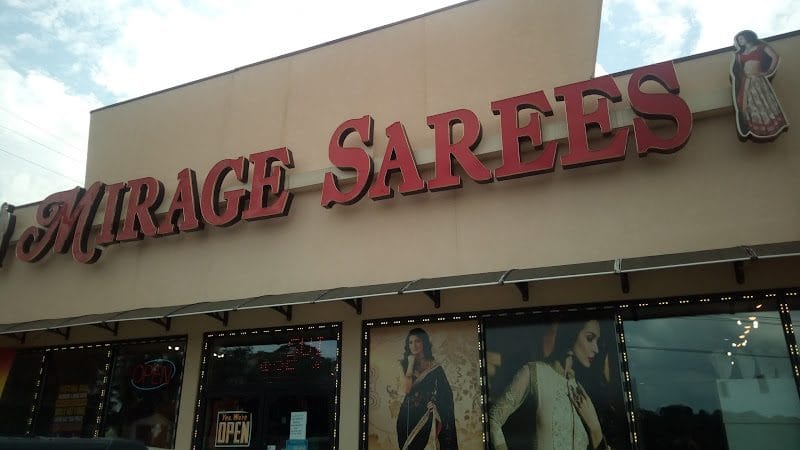 MIRAGE SAREES
OPEN
Yes, We're
OPEN